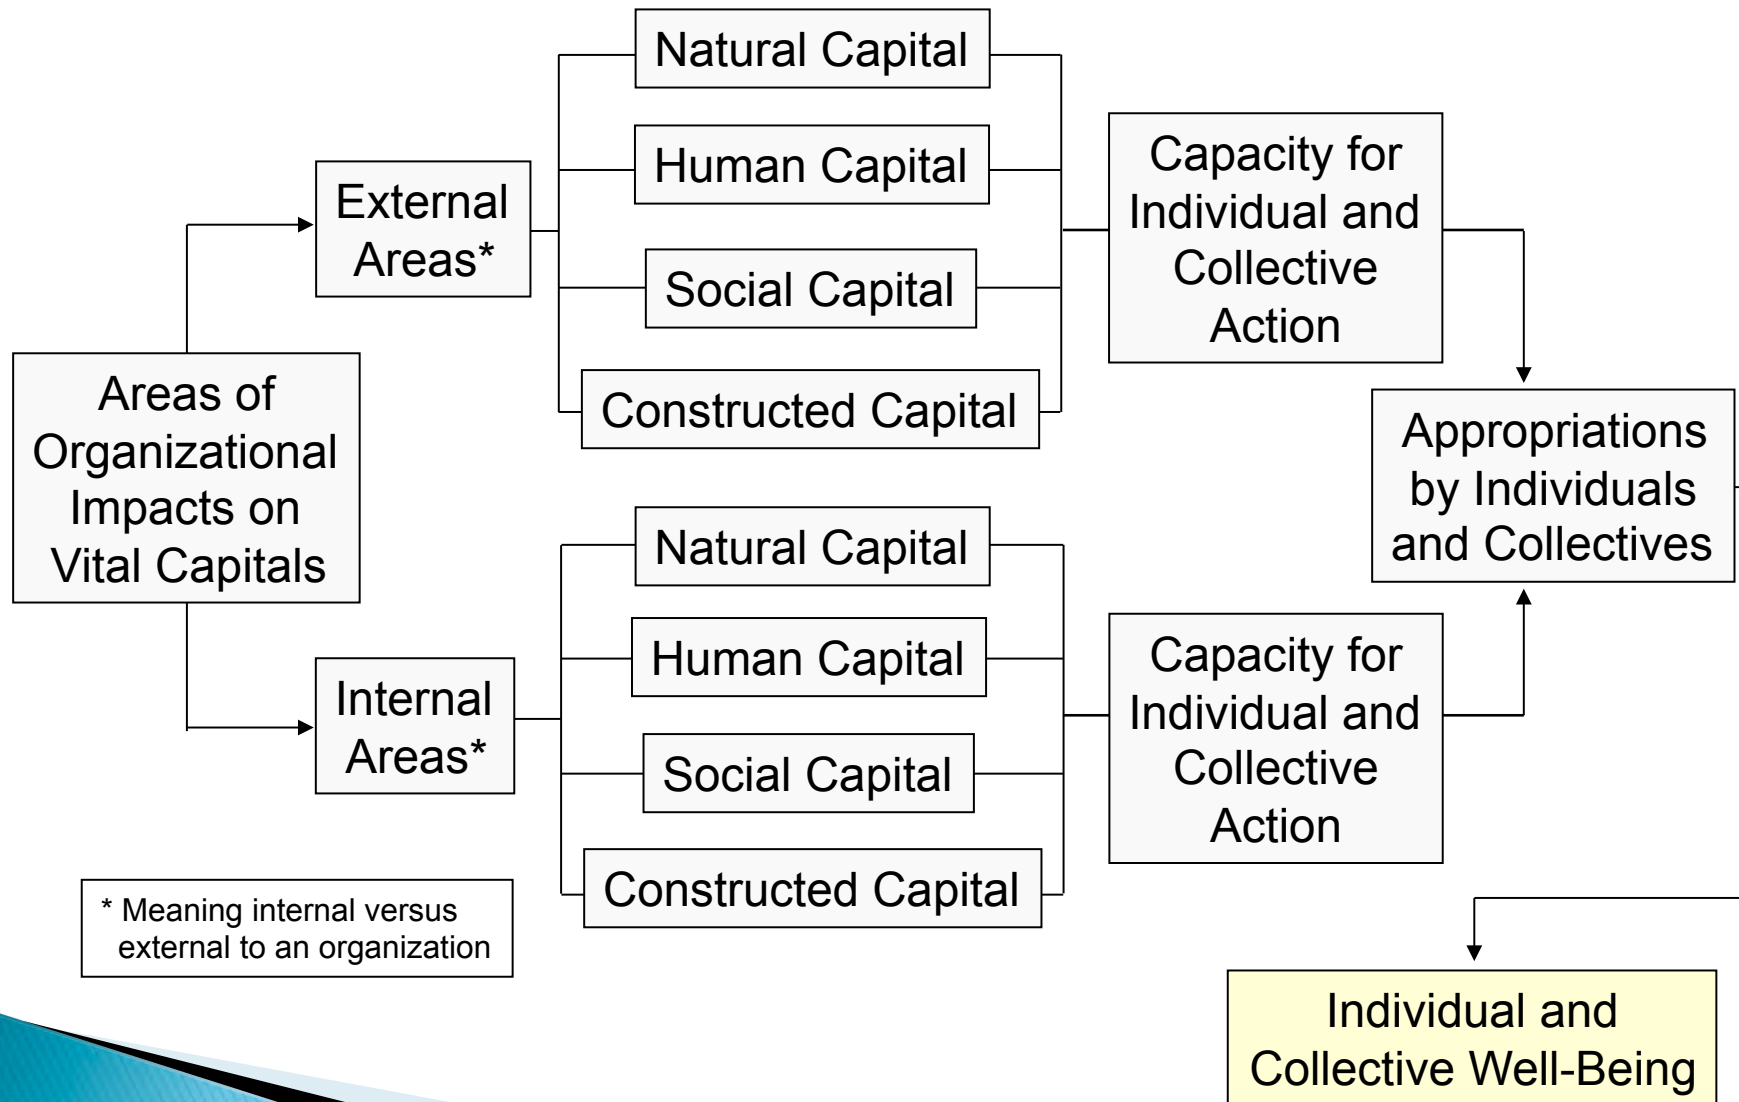 Areas of
Organizational
Impacts on
Vital Capitals
External
Areas*
Natural Capital
Human Capital
Social Capital
Constructed Capital
Capacity for
Individual and
Collective
Action
Internal
Areas*
Natural Capital
Human Capital
Social Capital
Constructed Capital
Capacity for
Individual and
Collective
Action
Appropriations
by Individuals
and Collectives
* Meaning internal versus
external to an organization
Individual and
Collective Well-Being